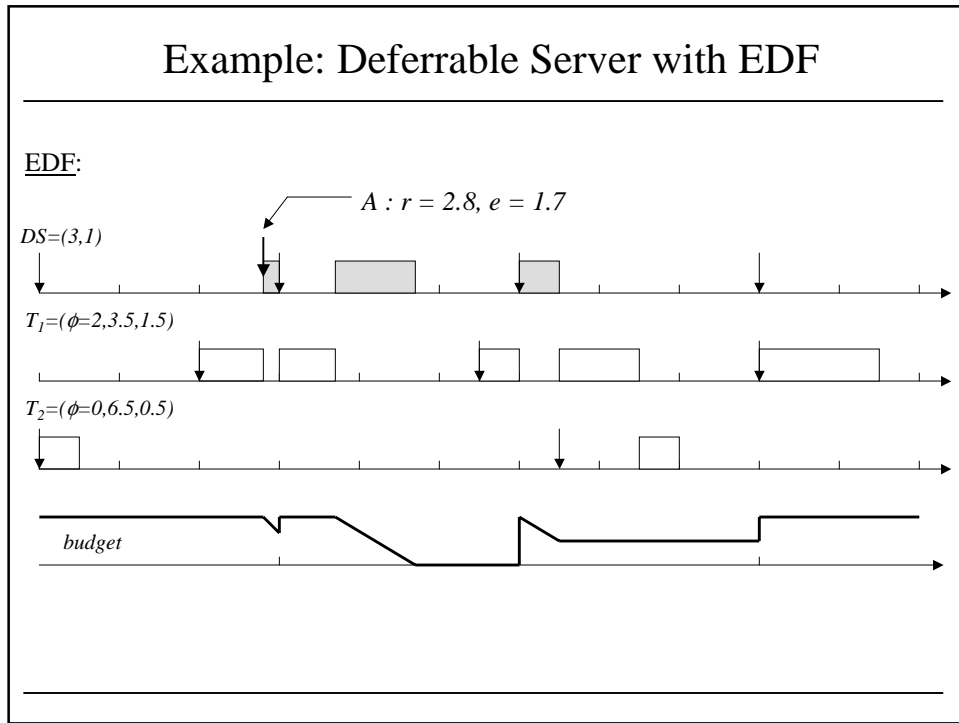 Example: Deferrable Server with EDF
EDF:
A : r = 2.8, e = 1.7
DS=(3,1)
T1=(ϕ=2,3.5,1.5)
T2=(ϕ=0,6.5,0.5)
budget